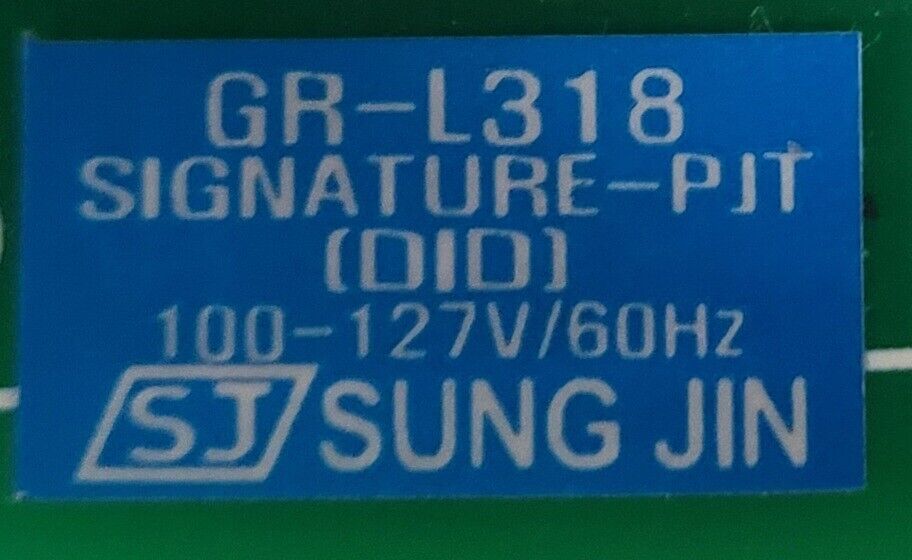 GR-L318
SIGNATURE-PJT
(DID)
100-127V/60Hz
SJ SUNG JIN